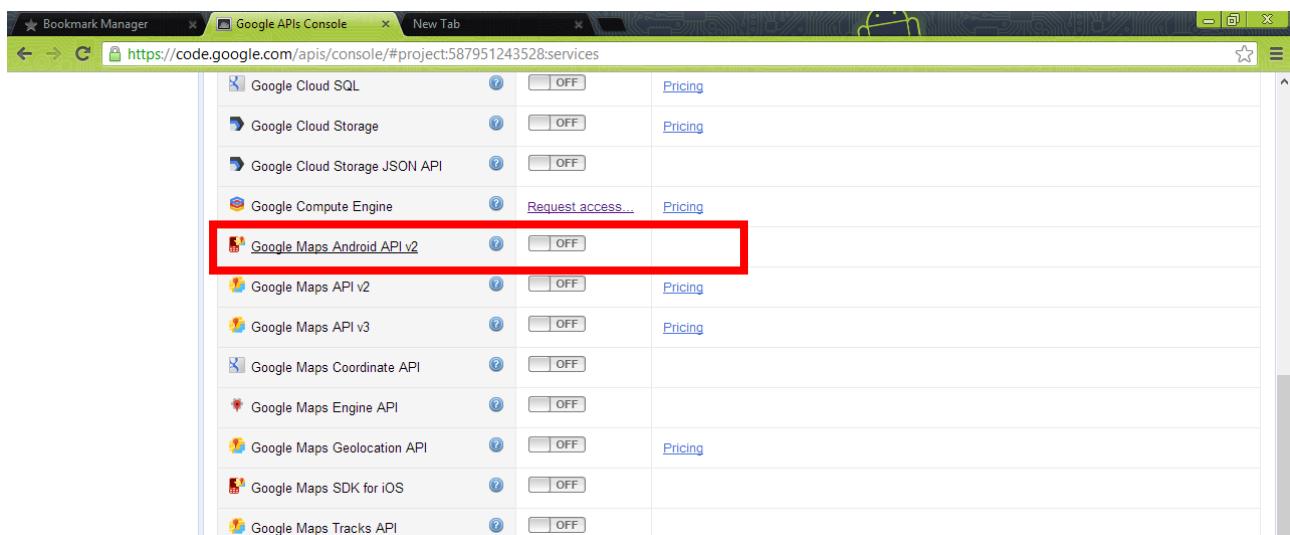 Bookmark Manager Google APIs Console New Tab
https://code.google.com/apis/console/#project:587951243528:services
Google Cloud SQL OFF Pricing
Google Cloud Storage OFF Pricing
Google Cloud Storage JSON API OFF
Google Compute Engine Request access... Pricing
Google Maps Android API v2 OFF
Google Maps API v2 OFF Pricing
Google Maps API v3 OFF Pricing
Google Maps Coordinate API OFF
Google Maps Engine API OFF
Google Maps Geolocation API OFF Pricing
Google Maps SDK for iOS OFF
Google Maps Tracks API OFF